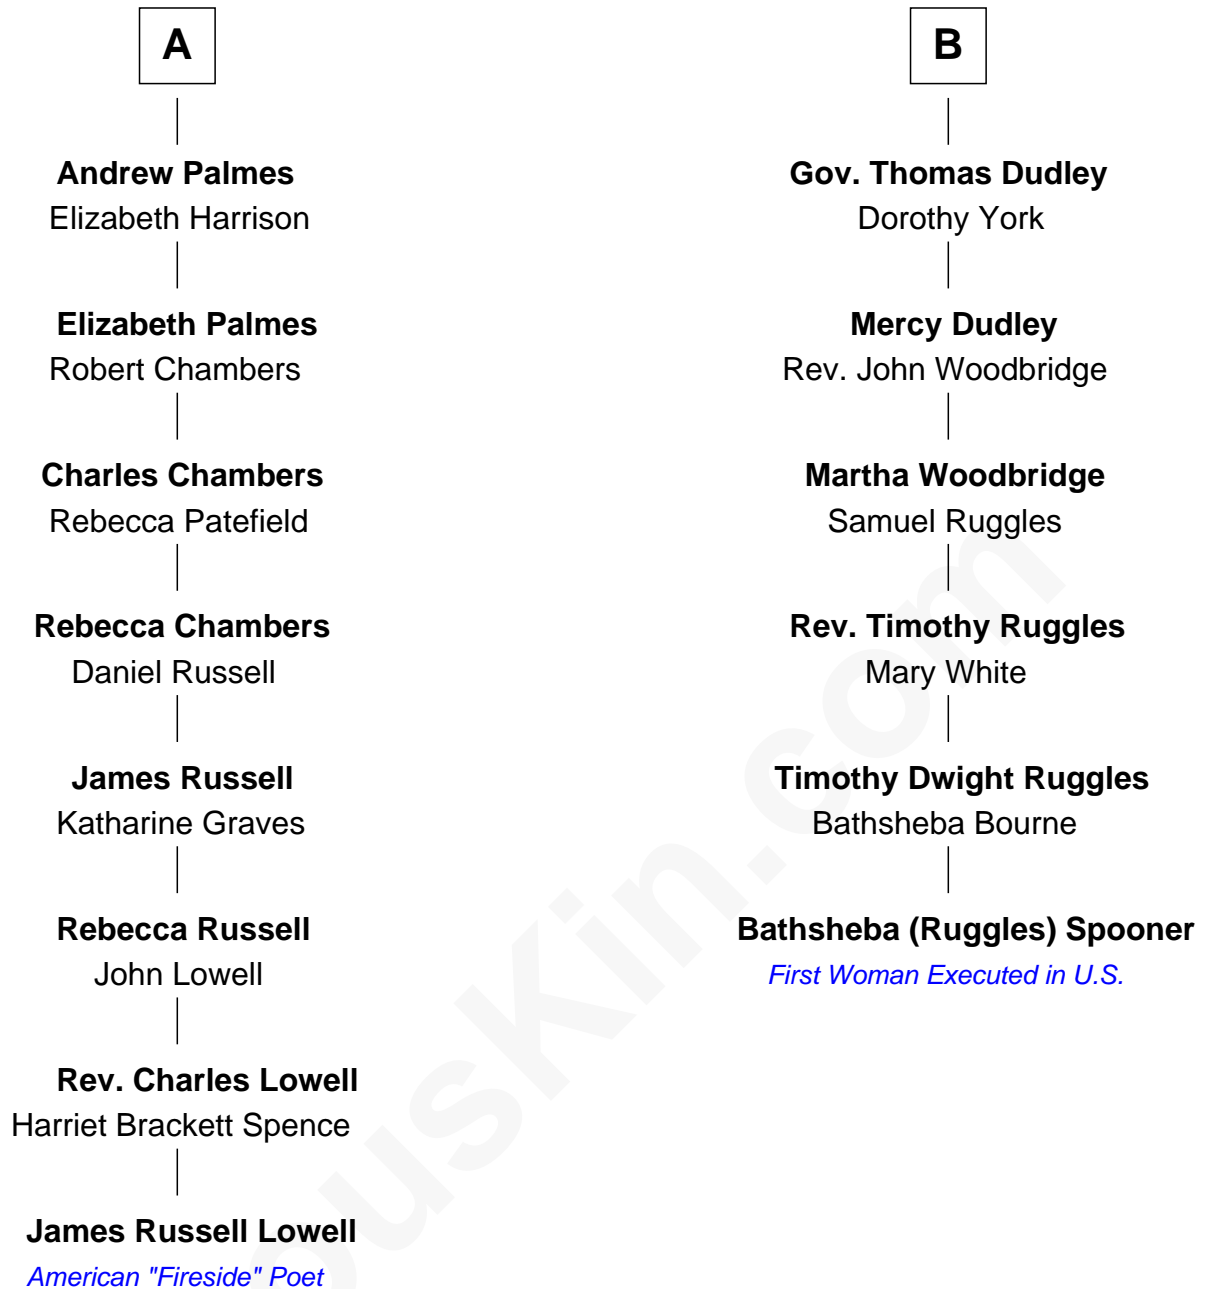 A
Andrew Palmes
Elizabeth Harrison
Elizabeth Palmes
Robert Chambers
Charles Chambers
Rebecca Patefield
Rebecca Chambers
Daniel Russell
James Russell
Katharine Graves
Rebecca Russell
John Lowell
Rev. Charles Lowell
Harriet Brackett Spence
James Russell Lowell
American "Fireside" Poet
B
Gov. Thomas Dudley
Dorothy York
Mercy Dudley
Rev. John Woodbridge
Martha Woodbridge
Samuel Ruggles
Rev. Timothy Ruggles
Mary White
Timothy Dwight Ruggles
Bathsheba Bourne
Bathsheba (Ruggles) Spooner
First Woman Executed in U.S.
ousKin.com